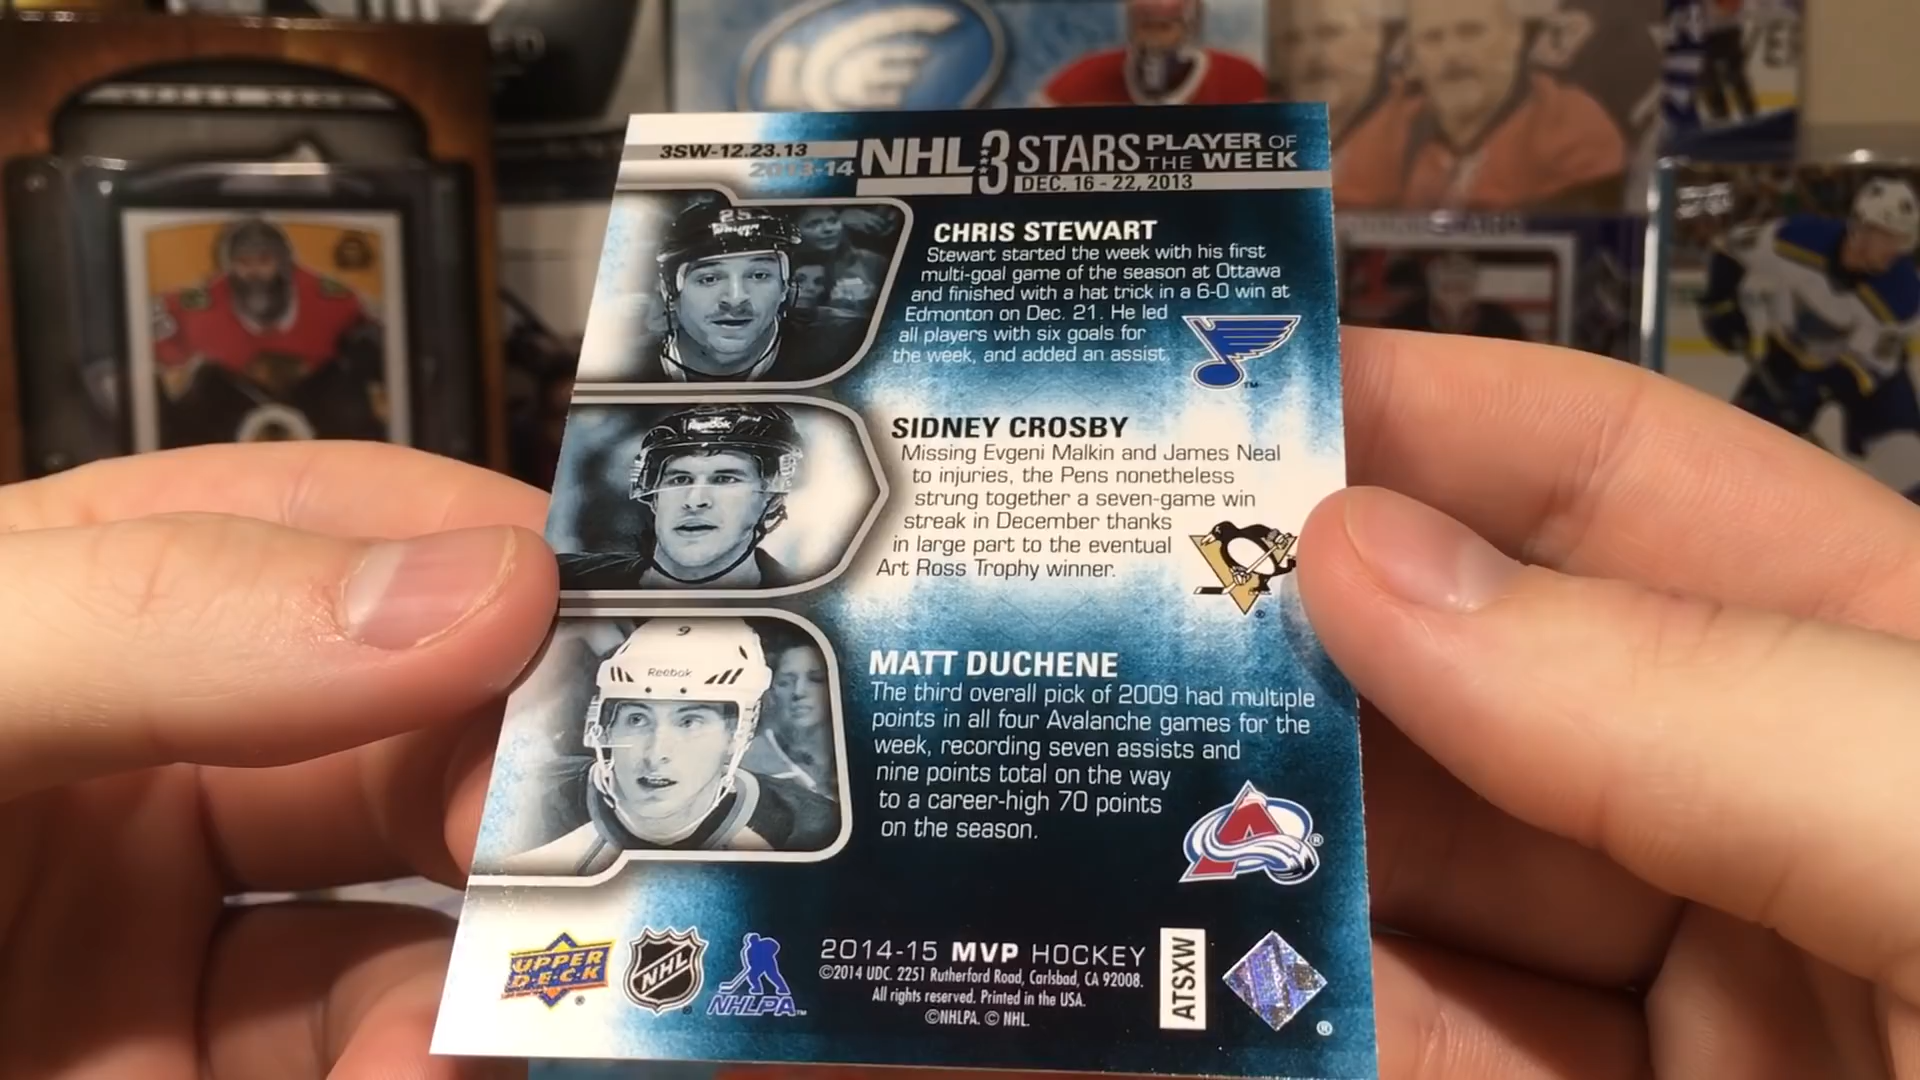 ICE
3SW-12.23.13
2013-14
NHL 3 STARS PLAYER OF THE WEEK
DEC. 16 - 22, 2013
25
CHRIS STEWART
Stewart started the week with his first
multi-goal game of the season at Ottawa
and finished with a hat trick in a 6-0 win at
Edmonton on Dec. 21. He led
all players with six goals for
the week, and added an assist.
TM
Reebok
SIDNEY CROSBY
Missing Evgeni Malkin and James Neal
to injuries, the Pens nonetheless
strung together a seven-game win
streak in December thanks
in large part to the eventual
Art Ross Trophy winner.
®
9
Reebok
MATT DUCHENE
The third overall pick of 2009 had multiple
points in all four Avalanche games for the
week, recording seven assists and
nine points total on the way
to a career-high 70 points
on the season.
A
®
UPPER
D·E·C·K
®
NHL
NHLPA™
2014-15 MVP HOCKEY
©2014 UDC. 2251 Rutherford Road, Carlsbad, CA 92008.
All rights reserved. Printed in the USA.
©NHLPA. © NHL.
ATSXW
®